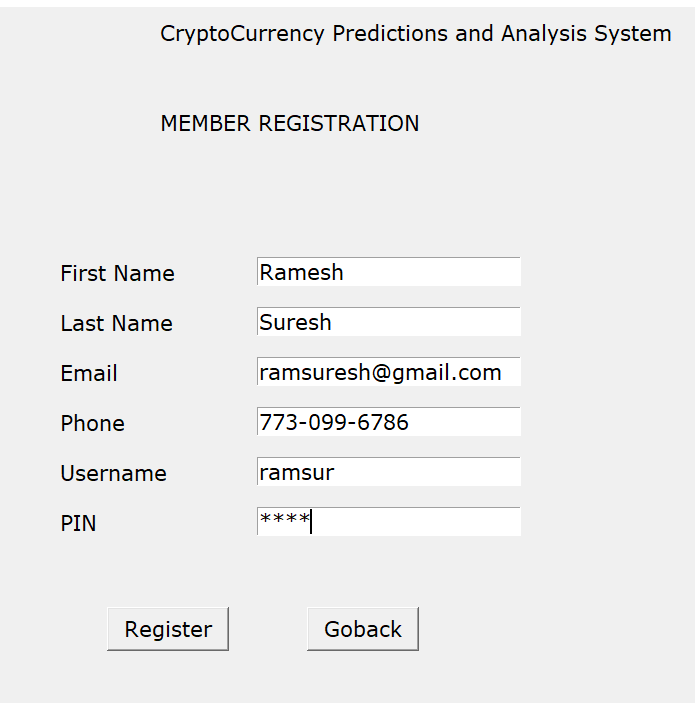 CryptoCurrency Predictions and Analysis System
MEMBER REGISTRATION
First Name Ramesh
Last Name Suresh
Email ramsuresh@gmail.com
Phone 773-099-6786
Username ramsur
PIN ****
Register Goback